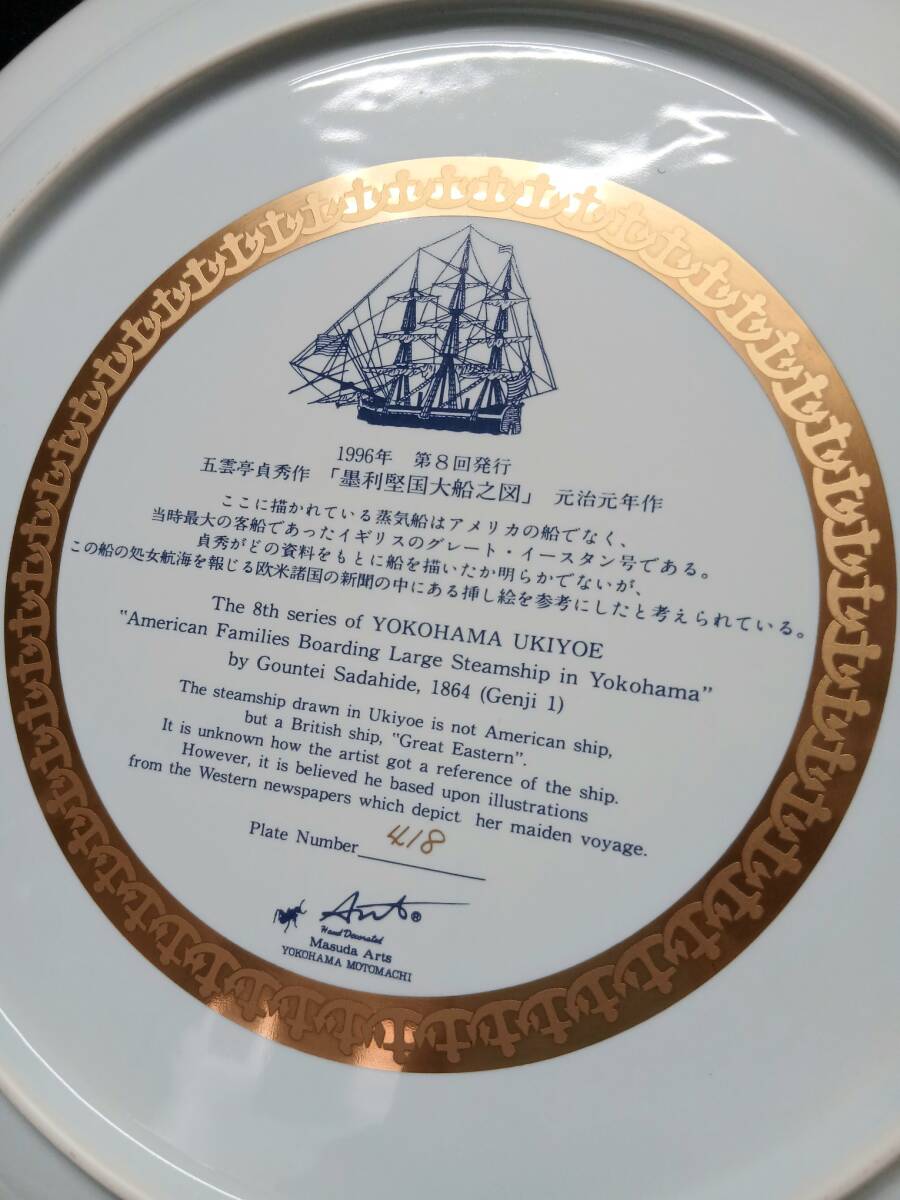 1996年 第8回発行
五雲亭貞秀作 「墨利堅国大船之図」 元治元年作
ここに描かれている蒸気船はアメリカの船でなく、
当時最大の客船であったイギリスのグレート・イースタン号である。
貞秀がどの資料をもとに船を描いたか明らかでないが、
この船の処女航海を報じる欧米諸国の新聞の中にある挿し絵を参考にしたと考えられている。
The 8th series of YOKOHAMA UKIYOE
"American Families Boarding Large Steamship in Yokohama"
by Gountei Sadahide, 1864 (Genji 1)
The steamship drawn in Ukiyoe is not American ship,
but a British ship, "Great Eastern".
It is unknown how the artist got a reference of the ship.
However, it is believed he based upon illustrations
from the Western newspapers which depict her maiden voyage.
Plate Number 418
Ant®
Hand Decorated
Masuda Arts
YOKOHAMA MOTOMACHI